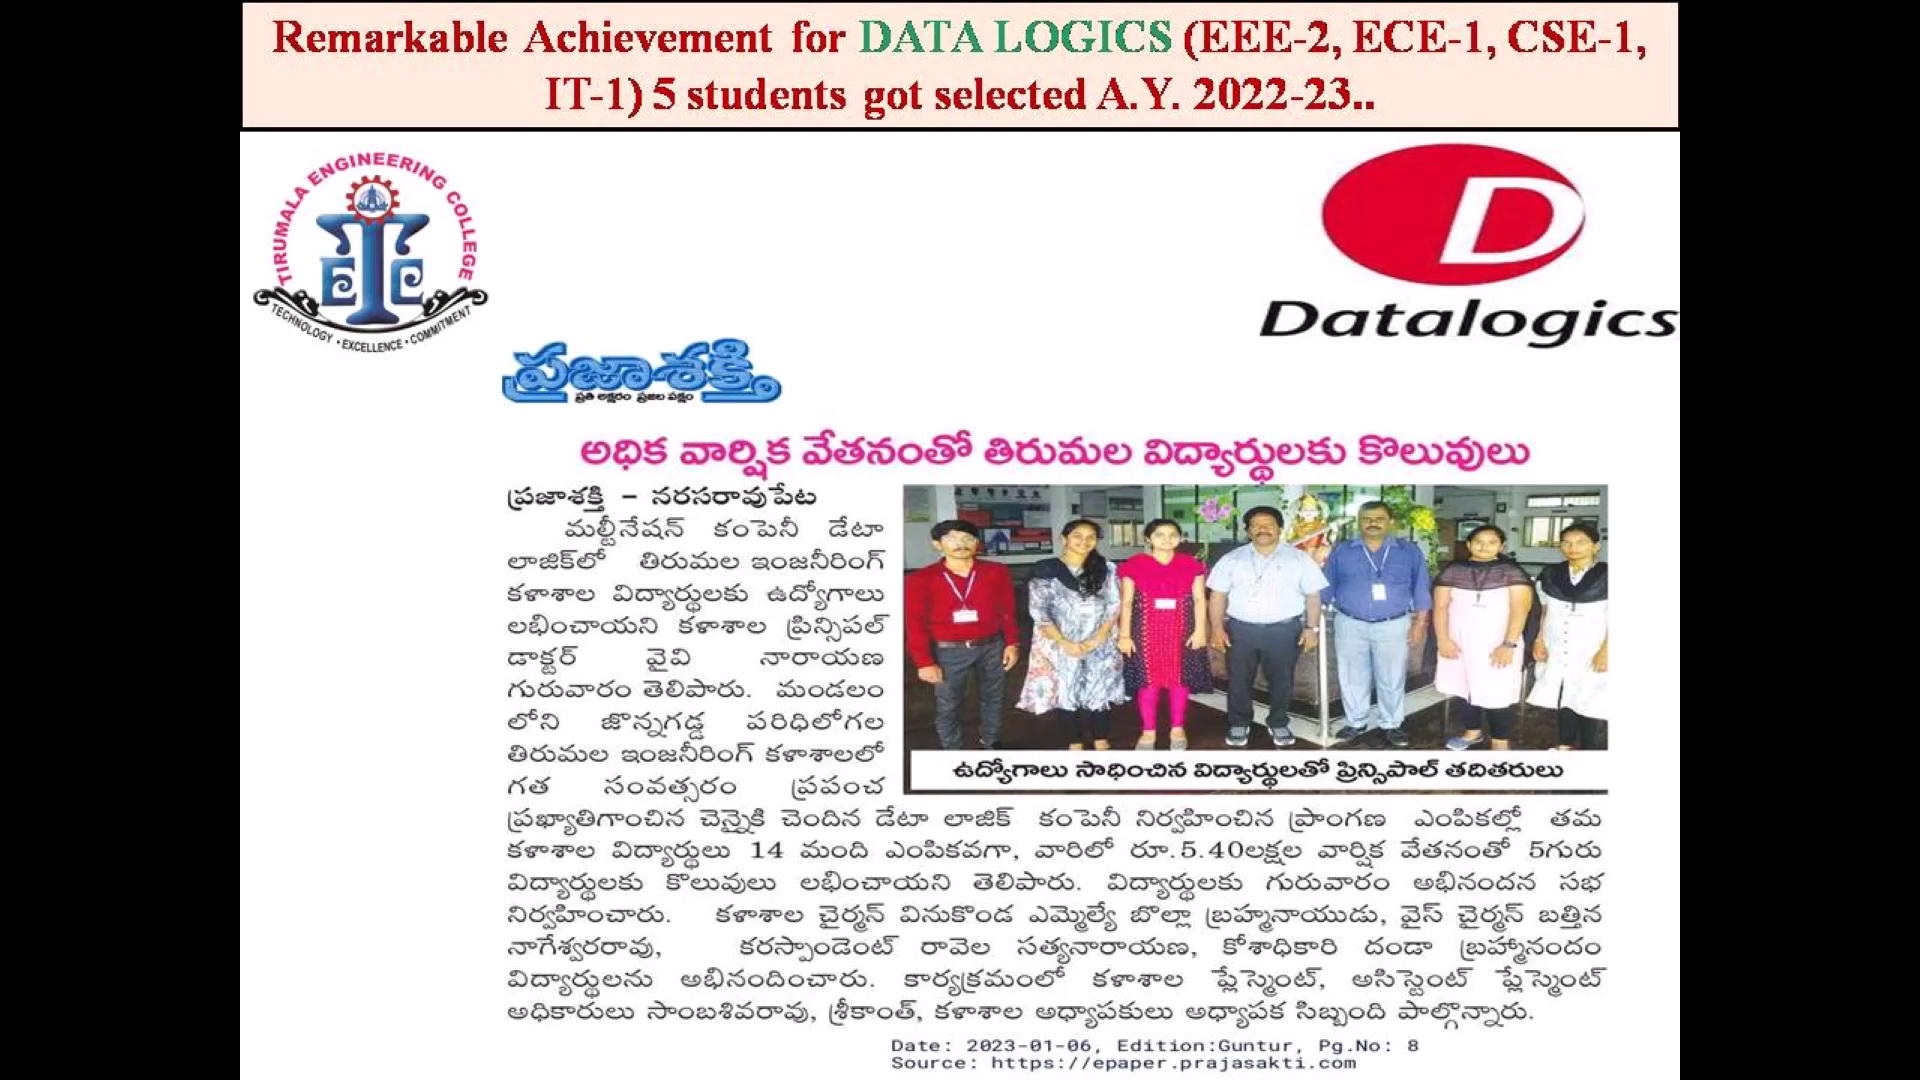 Remarkable Achievement for DATA LOGICS (EEE-2, ECE-1, CSE-1,
IT-1) 5 students got selected A.Y. 2022-23..
TIRUMALA ENGINEERING COLLEGE
TEC
TECHNOLOGY • EXCELLENCE • COMMITMENT
D
Datalogics
ప్రజాశక్తి
ప్రతి అక్షరం ప్రజల పక్షం
అధిక వార్షిక వేతనంతో తిరుమల విద్యార్థులకు కొలువులు
ప్రజాశక్తి – నరసరావుపేట
మల్టీనేషన్ కంపెనీ డేటా
లాజిక్‌లో తిరుమల ఇంజనీరింగ్
కళాశాల విద్యార్థులకు ఉద్యోగాలు
లభించాయని కళాశాల ప్రిన్సిపల్
డాక్టర్ వైవి నారాయణ
గురువారం తెలిపారు. మండలం
లోని జొన్నగడ్డ పరిధిలోగల
తిరుమల ఇంజనీరింగ్ కళాశాలలో
గత సంవత్సరం ప్రపంచ
ఉద్యోగాలు సాధించిన విద్యార్థులతో ప్రిన్సిపాల్ తదితరులు
ప్రఖ్యాతిగాంచిన చెన్నైకి చెందిన డేటా లాజిక్ కంపెనీ నిర్వహించిన ప్రాంగణ ఎంపికల్లో తమ
కళాశాల విద్యార్థులు 14 మంది ఎంపికవగా, వారిలో రూ.5.40లక్షల వార్షిక వేతనంతో 5గురు
విద్యార్థులకు కొలువులు లభించాయని తెలిపారు. విద్యార్థులకు గురువారం అభినందన సభ
నిర్వహించారు. కళాశాల చైర్మన్ వినుకొండ ఎమ్మెల్యే బొల్లా బ్రహ్మనాయుడు, వైస్ చైర్మన్ బత్తిన
నాగేశ్వరరావు, కరస్పాండెంట్ రావెల సత్యనారాయణ, కోశాధికారి దండా బ్రహ్మానందం
విద్యార్థులను అభినందించారు. కార్యక్రమంలో కళాశాల ప్లేస్మెంట్, అసిస్టెంట్ ప్లేస్మెంట్
అధికారులు సాంబశివరావు, శ్రీకాంత్, కళాశాల అధ్యాపకులు అధ్యాపక సిబ్బంది పాల్గొన్నారు.
Date: 2023-01-06, Edition:Guntur, Pg.No: 8
Source: https://epaper.prajasakti.com